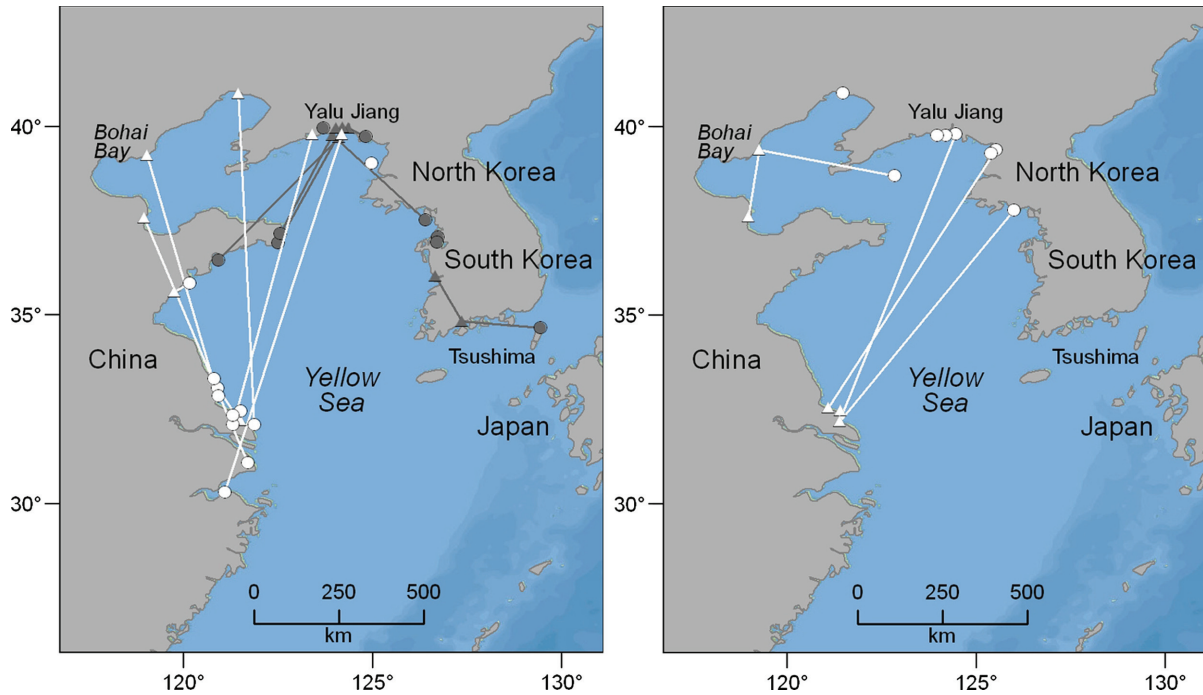 40°
35°
30°
Bohai
Bay
Yalu Jiang
North Korea
South Korea
China
Tsushima
Yellow
Sea
Japan
0 250 500
km
120° 125° 130°
40°
35°
30°
Bohai
Bay
Yalu Jiang
North Korea
South Korea
China
Tsushima
Yellow
Sea
Japan
0 250 500
km
120° 125° 130°